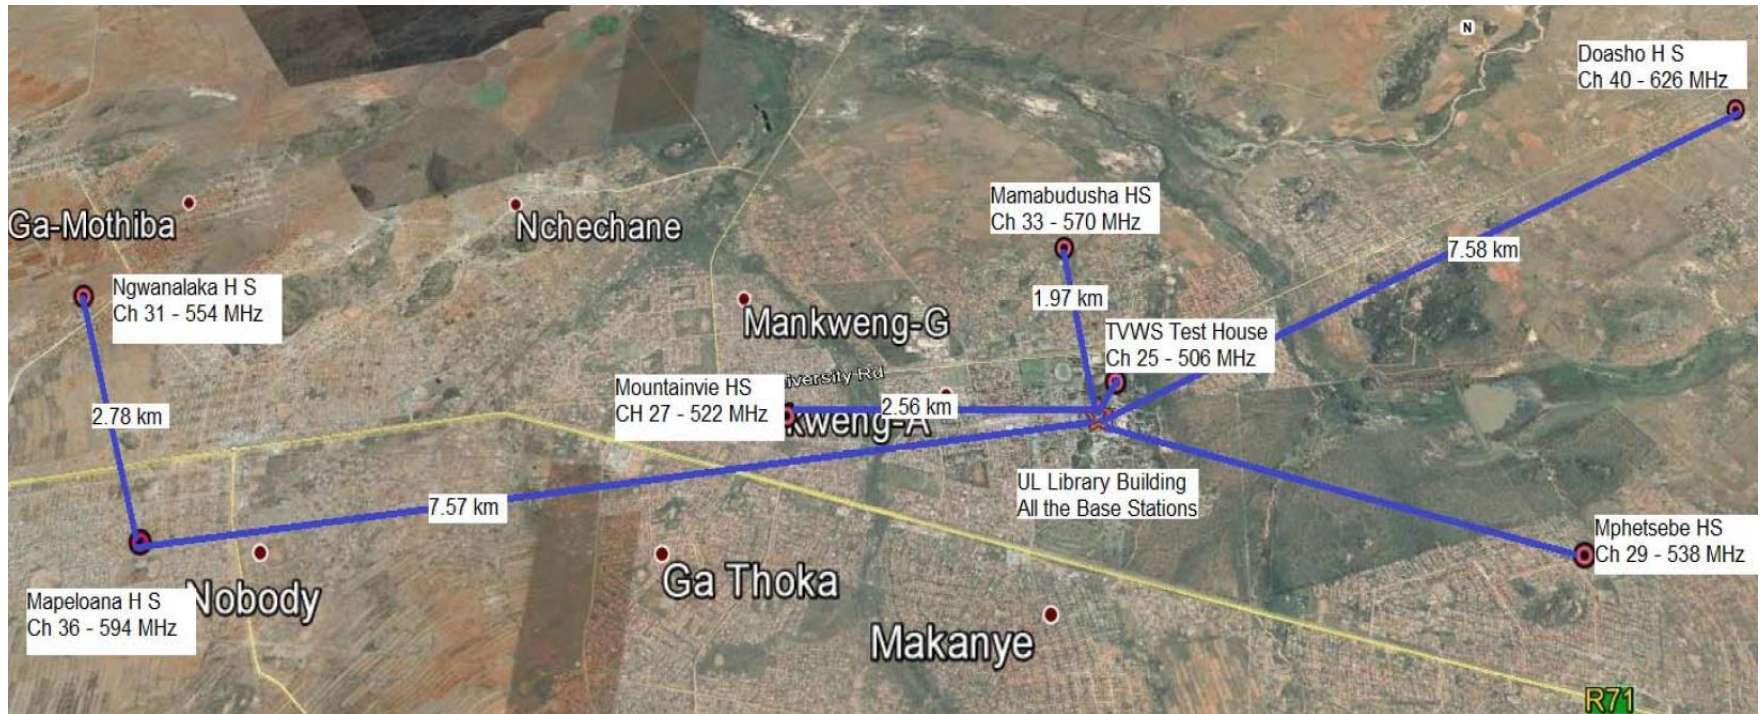 N
Doasho H S
Ch 40 - 626 MHz
Mamabudusha HS
Ch 33 - 570 MHz
Ga-Mothiba
Nchechane
7.58 km
Ngwanalaka H S
Ch 31 - 554 MHz
1.97 km
Mankweng-G
TVWS Test House
Ch 25 - 506 MHz
Mountainvie HS
CH 27 - 522 MHz
iversity Rd
2.56 km
kweng-A
2.78 km
UL Library Building
All the Base Stations
7.57 km
Mphetsebe HS
Ch 29 - 538 MHz
Ga Thoka
Mapeloana H S
Ch 36 - 594 MHz
Nobody
Makanye
R71